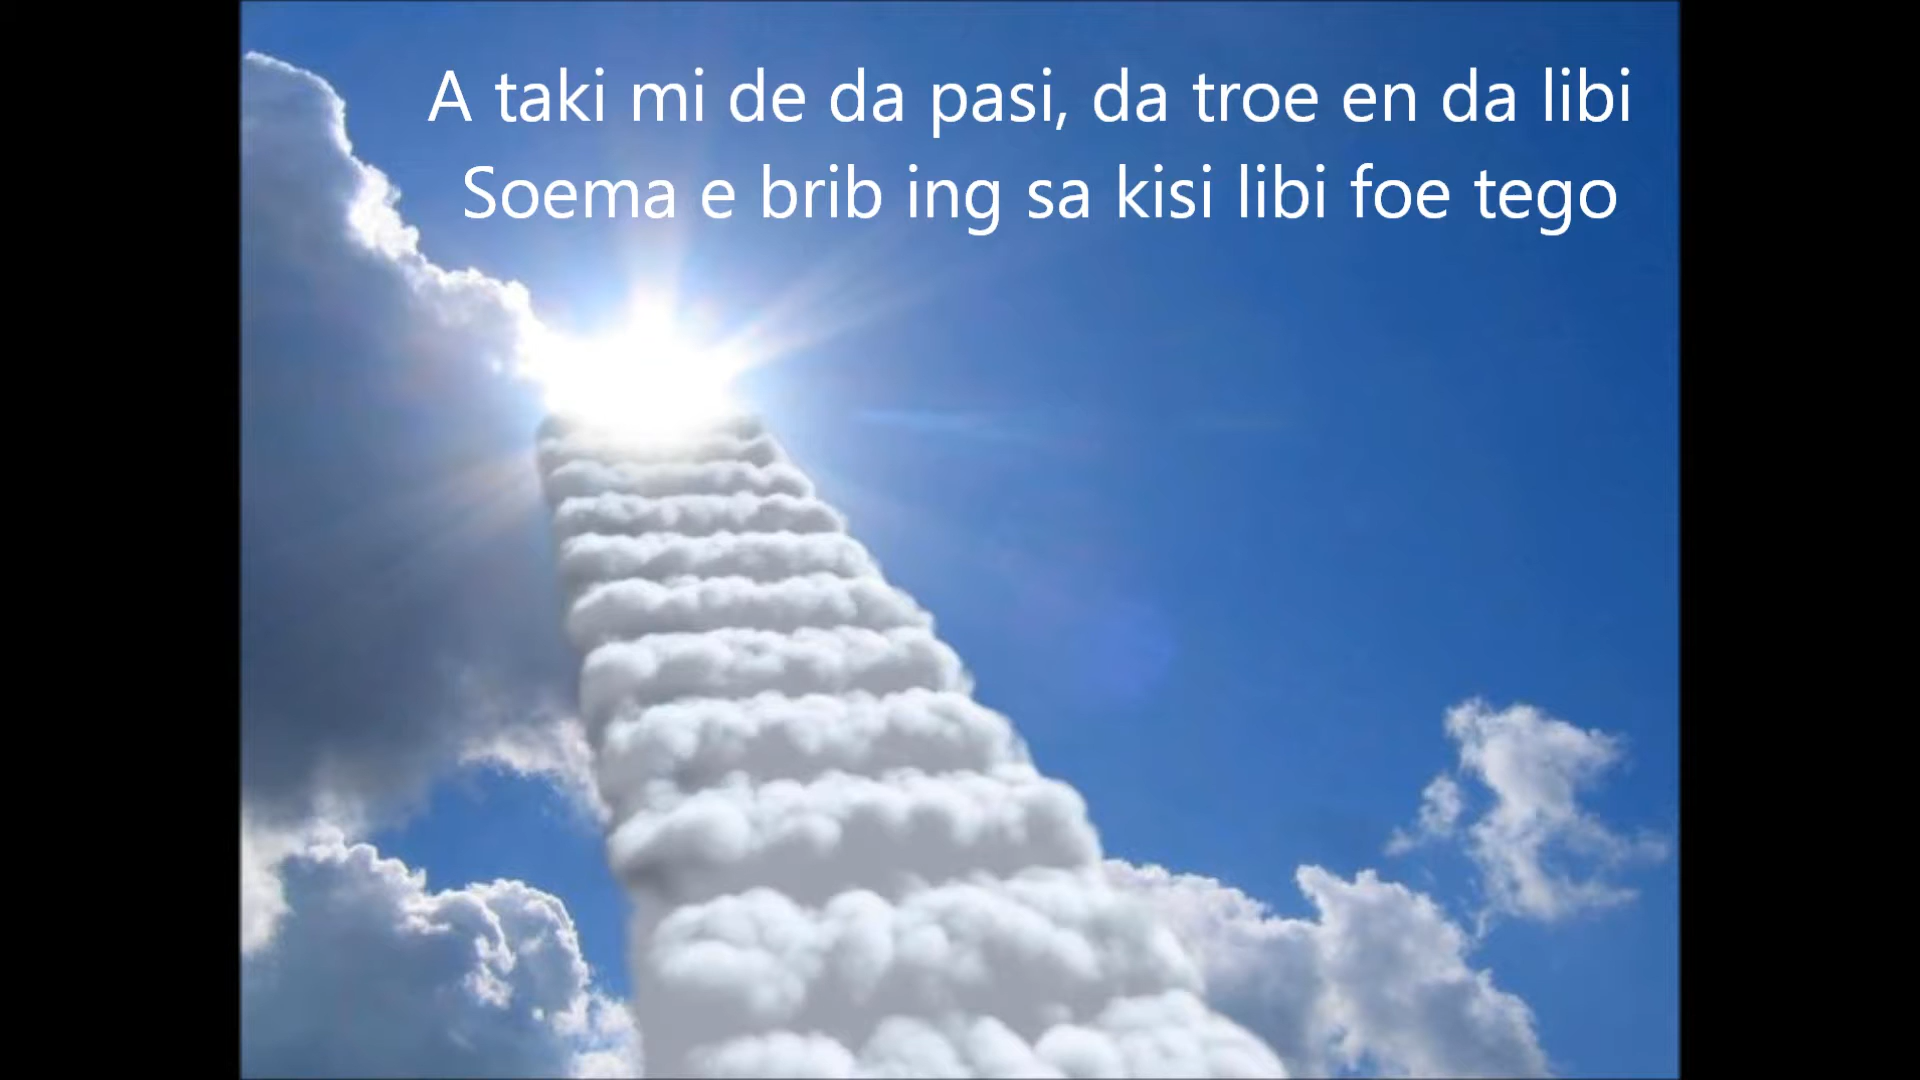 A taki mi de da pasi, da troe en da libi
Soema e brib ing sa kisi libi foe tego